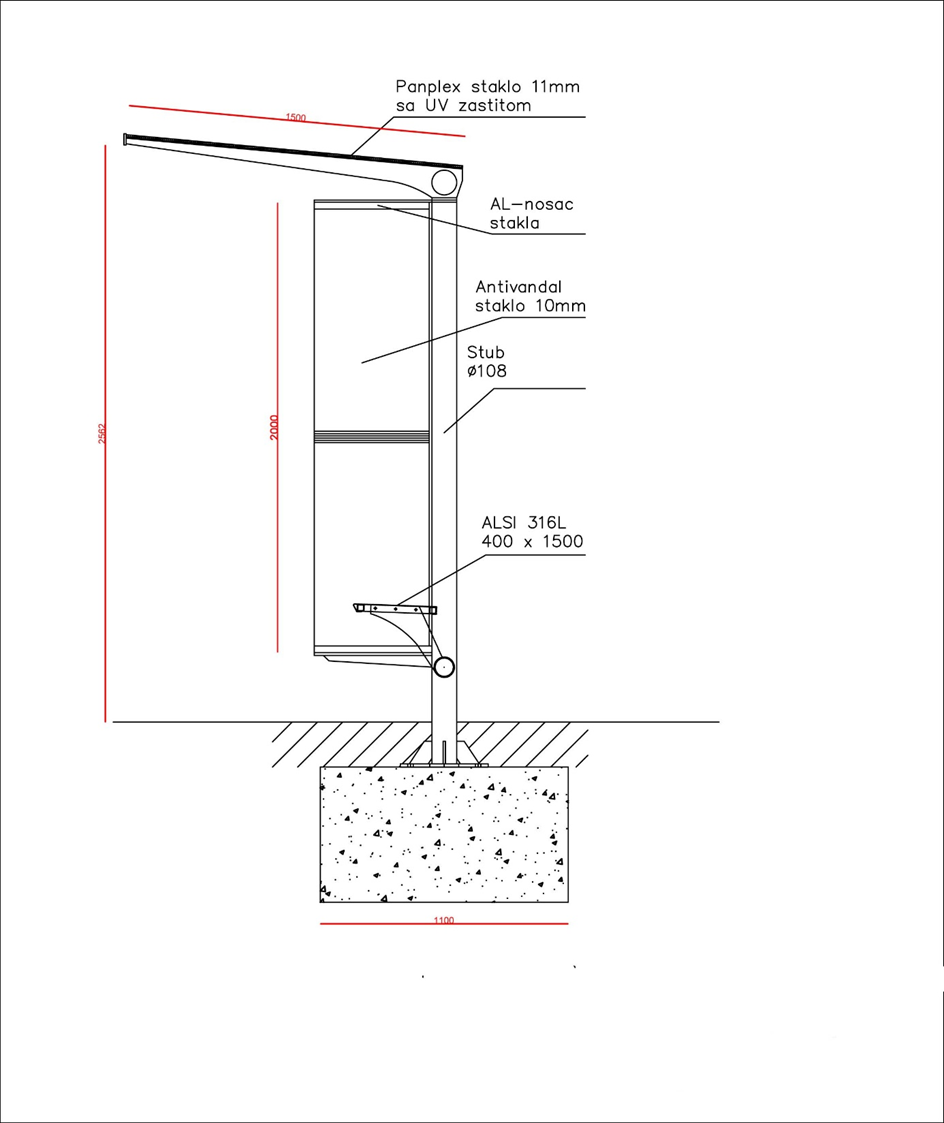 Panplex staklo 11mm
sa UV zastitom
1500
AL-nosac
stakla
Antivandal
staklo 10mm
Stub
ø108
2000
2562
ALSI 316L
400 x 1500
1100